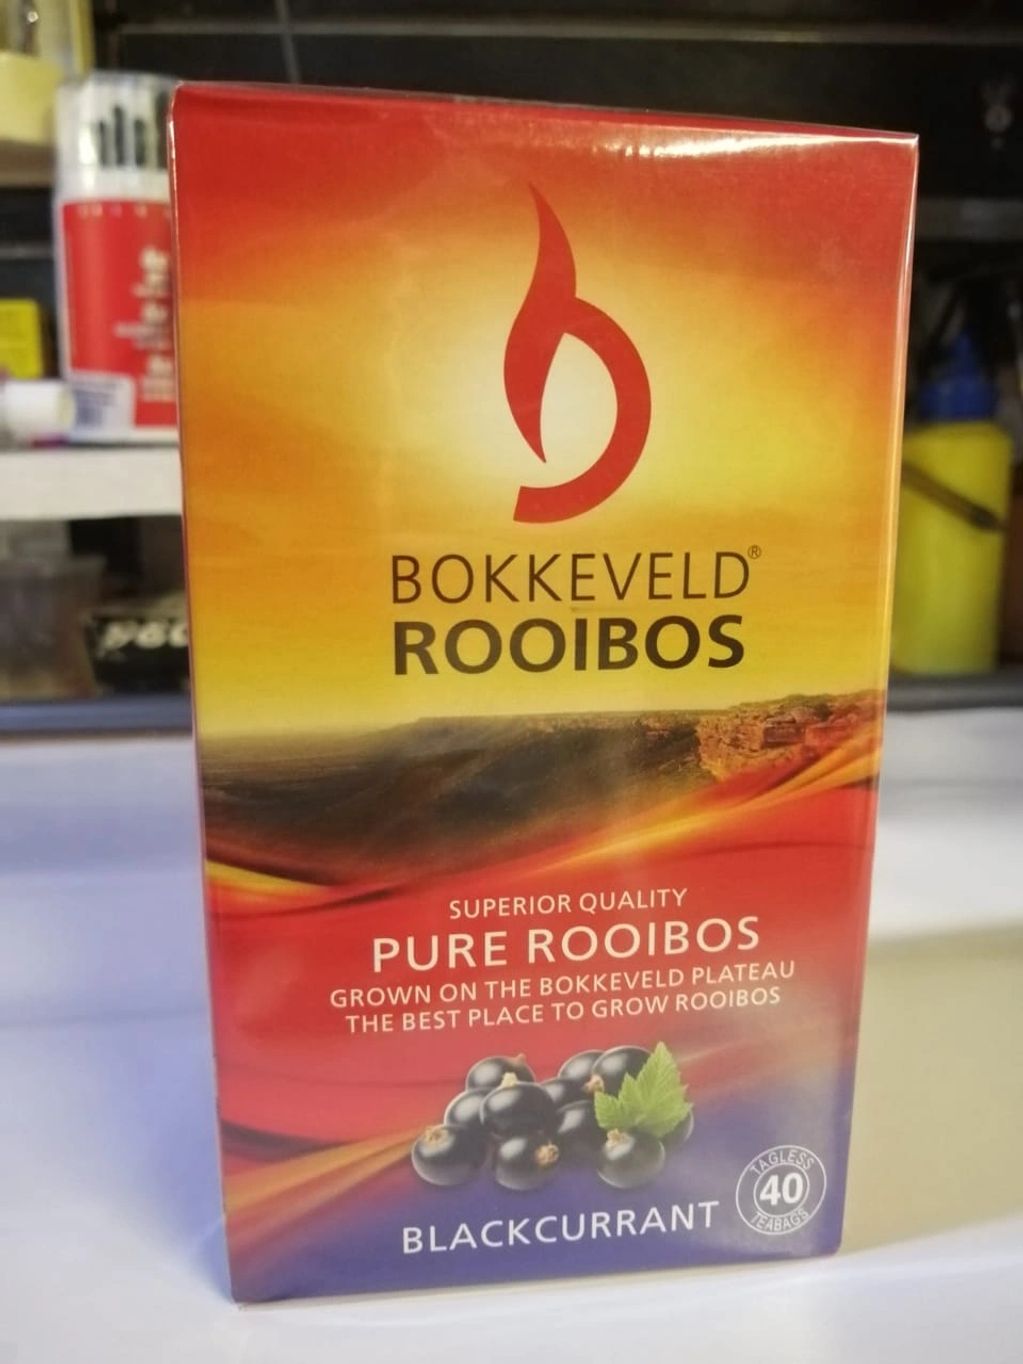 BOKKEVELD®
ROOIBOS
SUPERIOR QUALITY
PURE ROOIBOS
GROWN ON THE BOKKEVELD PLATEAU
THE BEST PLACE TO GROW ROOIBOS
BLACKCURRANT
TAGLESS
40
TEABAGS